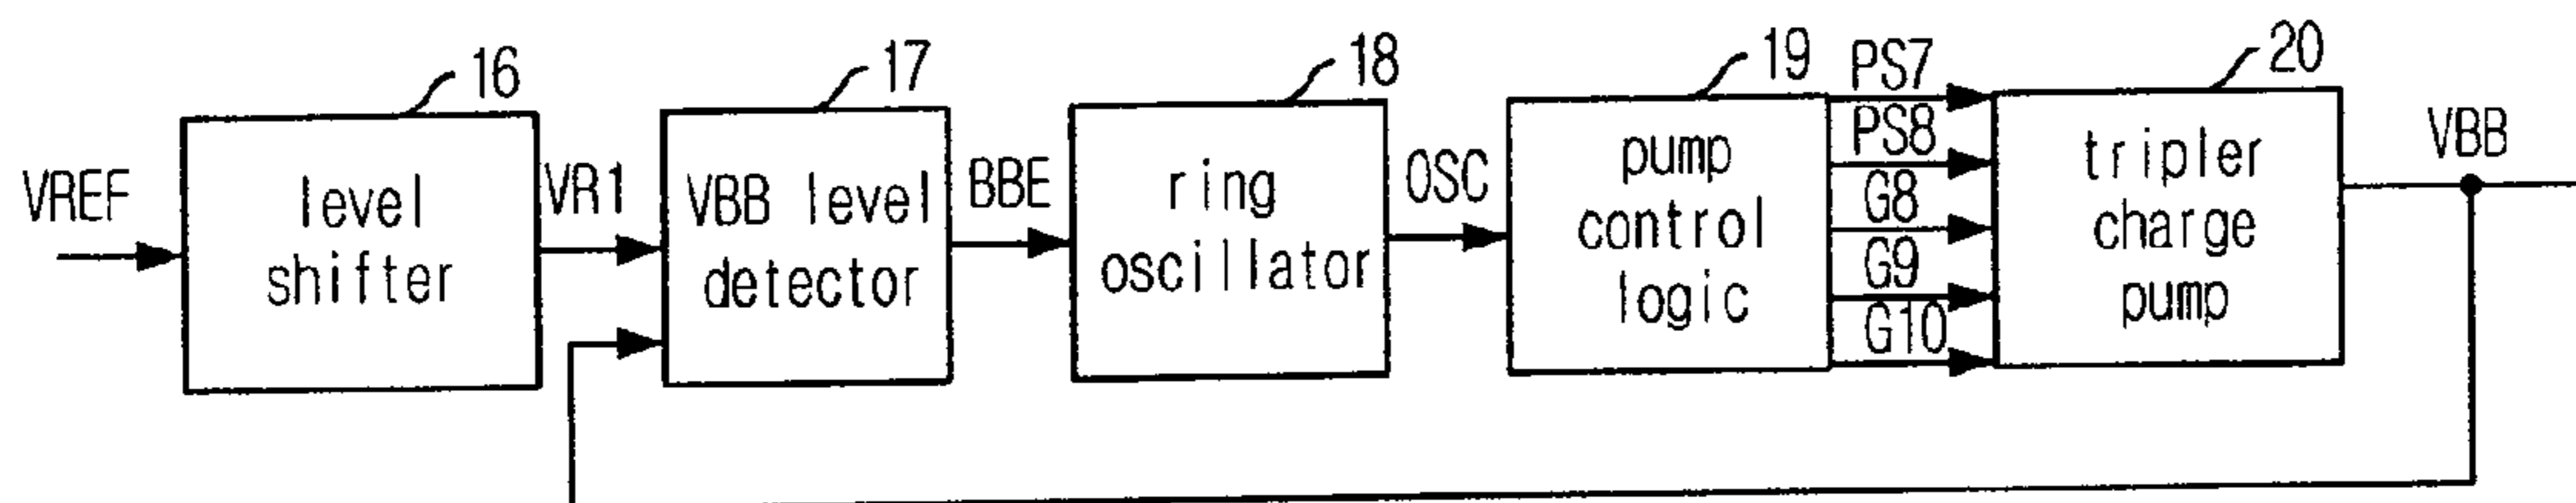 16
17
18
19
20
VREF
level
shifter
VR1
VBB level
detector
BBE
ring
oscillator
OSC
pump
control
logic
PS7
PS8
G8
G9
G10
tripler
charge
pump
VBB